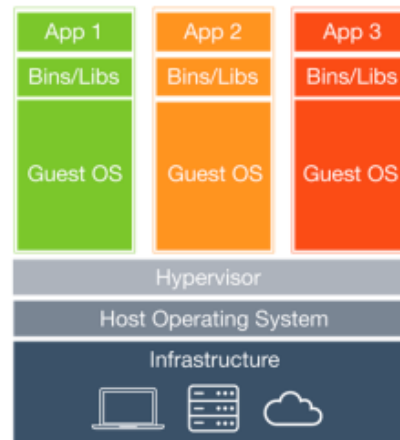 App 1
App 2
App 3
Bins/Libs
Bins/Libs
Bins/Libs
Guest OS
Guest OS
Guest OS
Hypervisor
Host Operating System
Infrastructure